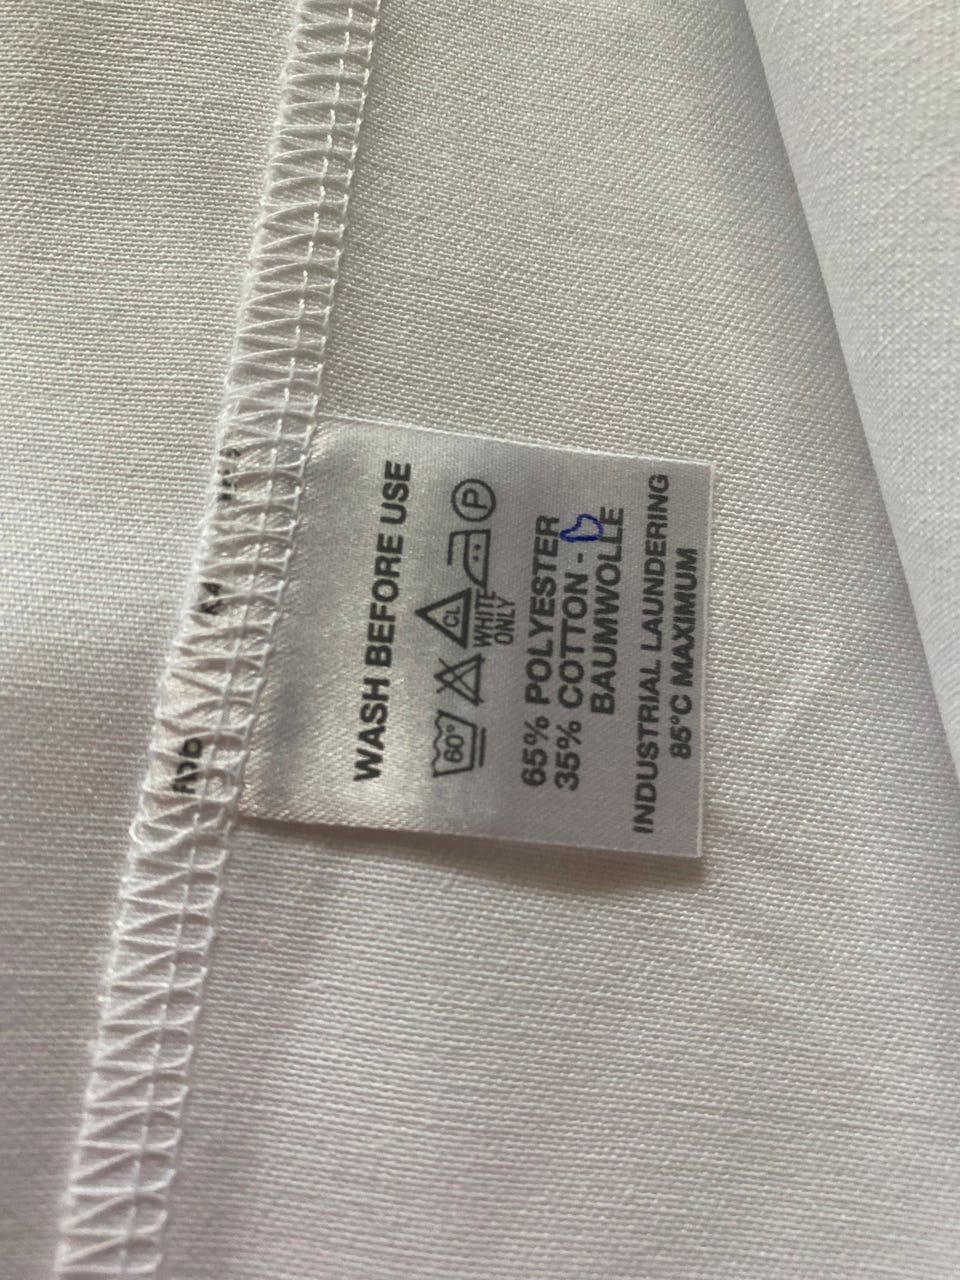 WASH BEFORE USE
60° CL P
WHITE
ONLY
65% POLYESTER
35% COTTON -
BAUMWOLLE
INDUSTRIAL LAUNDERING
85°C MAXIMUM